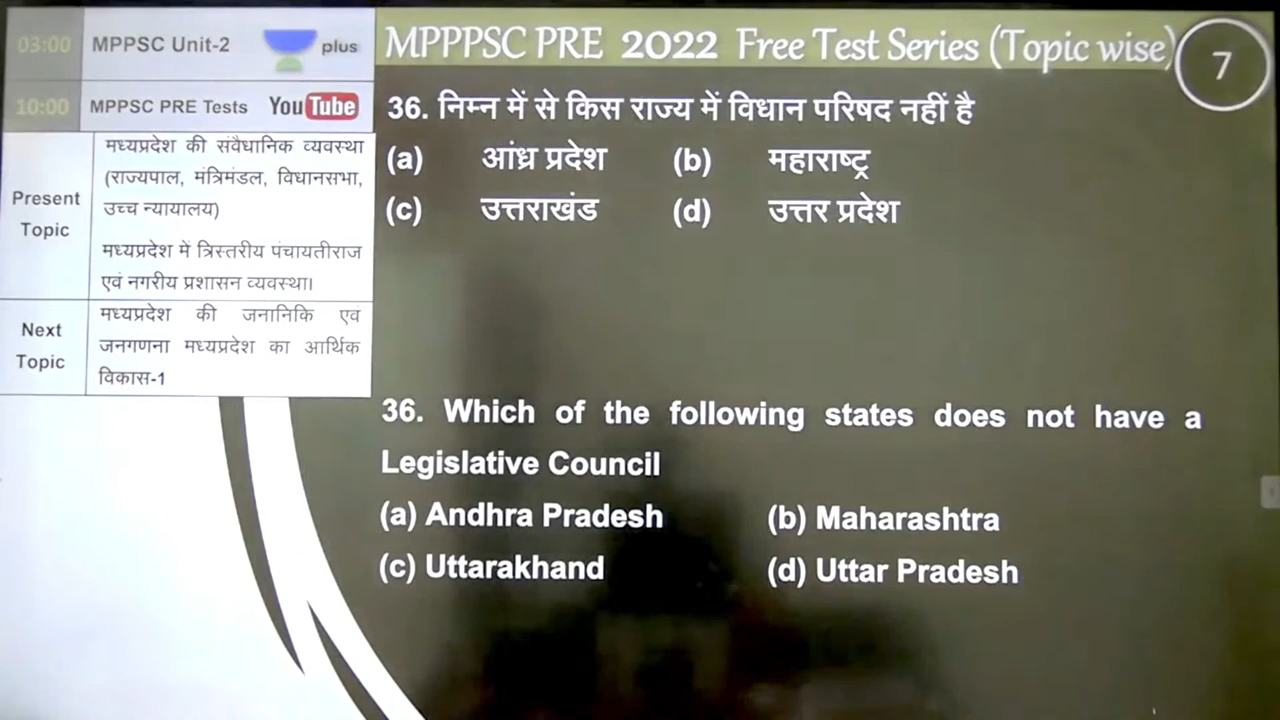 03:00 MPPSC Unit-2 plus
10:00 MPPSC PRE Tests YouTube
Present Topic
मध्यप्रदेश की संवैधानिक व्यवस्था
(राज्यपाल, मंत्रिमंडल, विधानसभा,
उच्च न्यायालय)
मध्यप्रदेश में त्रिस्तरीय पंचायतीराज
एवं नगरीय प्रशासन व्यवस्था।
Next Topic
मध्यप्रदेश की जनानिकि एवं
जनगणना मध्यप्रदेश का आर्थिक
विकास-1
MPPPSC PRE 2022 Free Test Series (Topic wise) 7
36. निम्न में से किस राज्य में विधान परिषद नहीं है
(a) आंध्र प्रदेश (b) महाराष्ट्र
(c) उत्तराखंड (d) उत्तर प्रदेश
36. Which of the following states does not have a
Legislative Council
(a) Andhra Pradesh (b) Maharashtra
(c) Uttarakhand (d) Uttar Pradesh